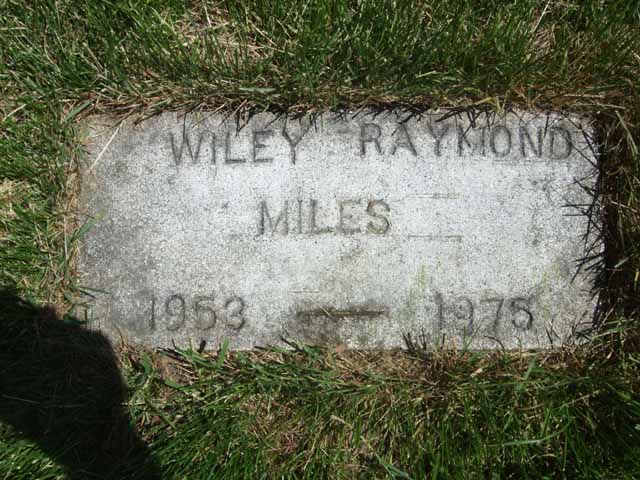 WILEY RAYMOND
MILES
1953 — 1975